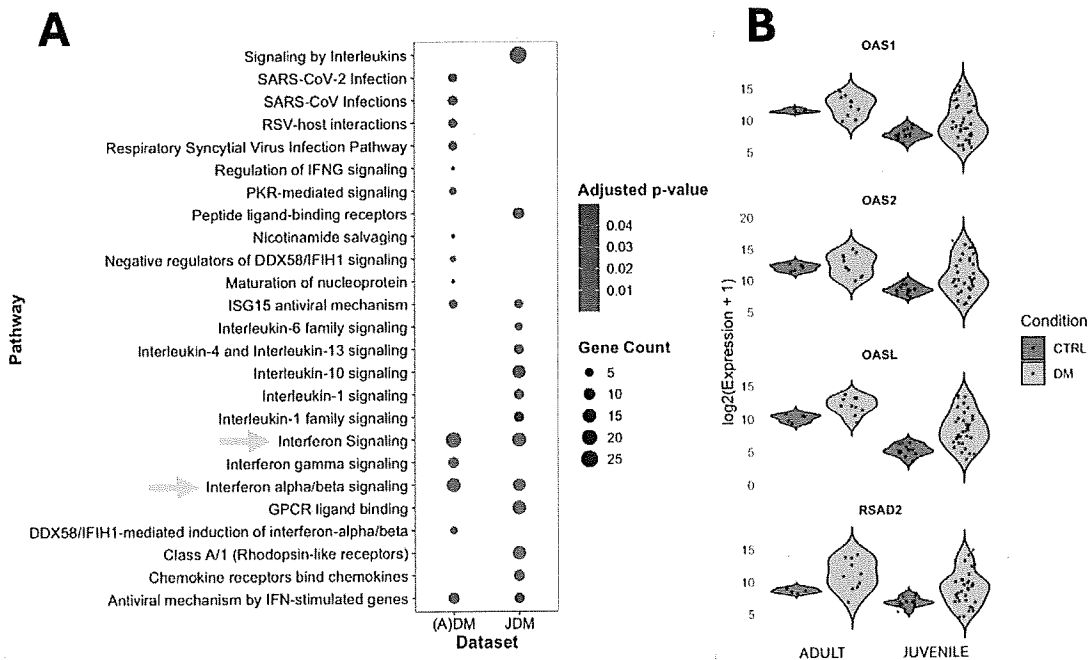 A
Signaling by Interleukins
SARS-CoV-2 Infection
SARS-CoV Infections
RSV-host interactions
Respiratory Syncytial Virus Infection Pathway
Regulation of IFNG signaling
PKR-mediated signaling
Peptide ligand-binding receptors
Nicotinamide salvaging
Negative regulators of DDX58/IFIH1 signaling
Maturation of nucleoprotein
ISG15 antiviral mechanism
Interleukin-6 family signaling
Interleukin-4 and Interleukin-13 signaling
Interleukin-10 signaling
Interleukin-1 signaling
Interleukin-1 family signaling
Interferon Signaling
Interferon gamma signaling
Interferon alpha/beta signaling
GPCR ligand binding
DDX58/IFIH1-mediated induction of interferon-alpha/beta
Class A/1 (Rhodopsin-like receptors)
Chemokine receptors bind chemokines
Antiviral mechanism by IFN-stimulated genes
Pathway
(A)DM JDM
Dataset
Adjusted p-value
0.04
0.03
0.02
0.01
Gene Count
5
10
15
20
25
B
OAS1
15
10
5
OAS2
20
15
10
5
OASL
15
10
5
0
RSAD2
15
10
5
log2(Expression + 1)
ADULT JUVENILE
Condition
CTRL
DM